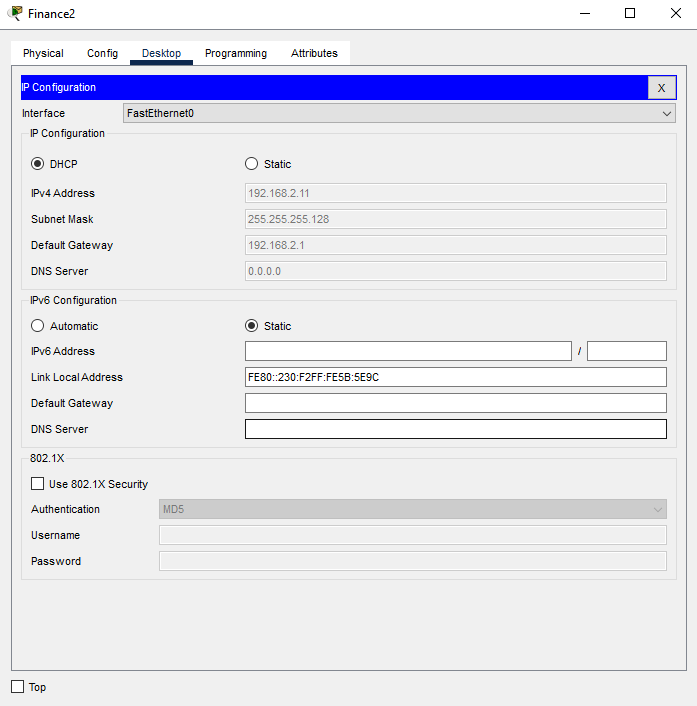 Finance2
Physical Config Desktop Programming Attributes
IP Configuration X
Interface FastEthernet0
IP Configuration
DHCP Static
IPv4 Address 192.168.2.11
Subnet Mask 255.255.255.128
Default Gateway 192.168.2.1
DNS Server 0.0.0.0
IPv6 Configuration
Automatic Static
IPv6 Address /
Link Local Address FE80::230:F2FF:FE5B:5E9C
Default Gateway
DNS Server
802.1X
Use 802.1X Security
Authentication MD5
Username
Password
Top